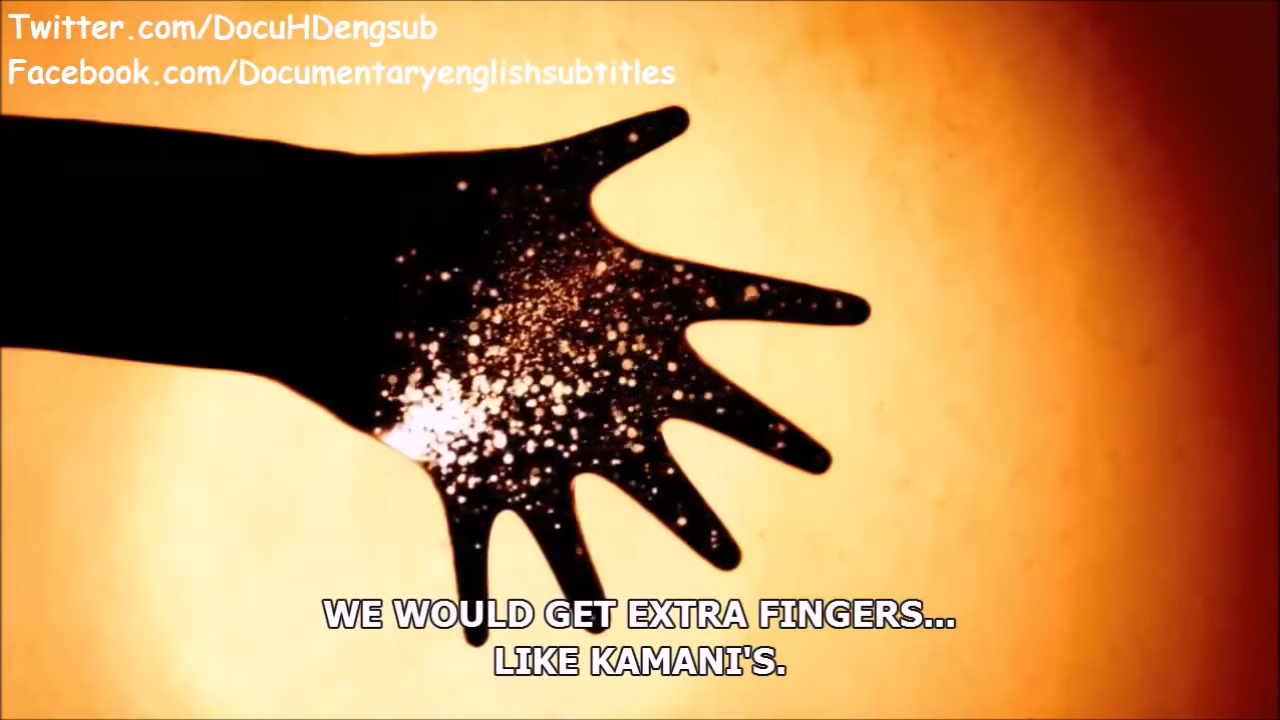 Twitter.com/DocuHDengsub
Facebook.com/Documentaryenglishsubtitles
WE WOULD GET EXTRA FINGERS...
LIKE KAMANI'S.